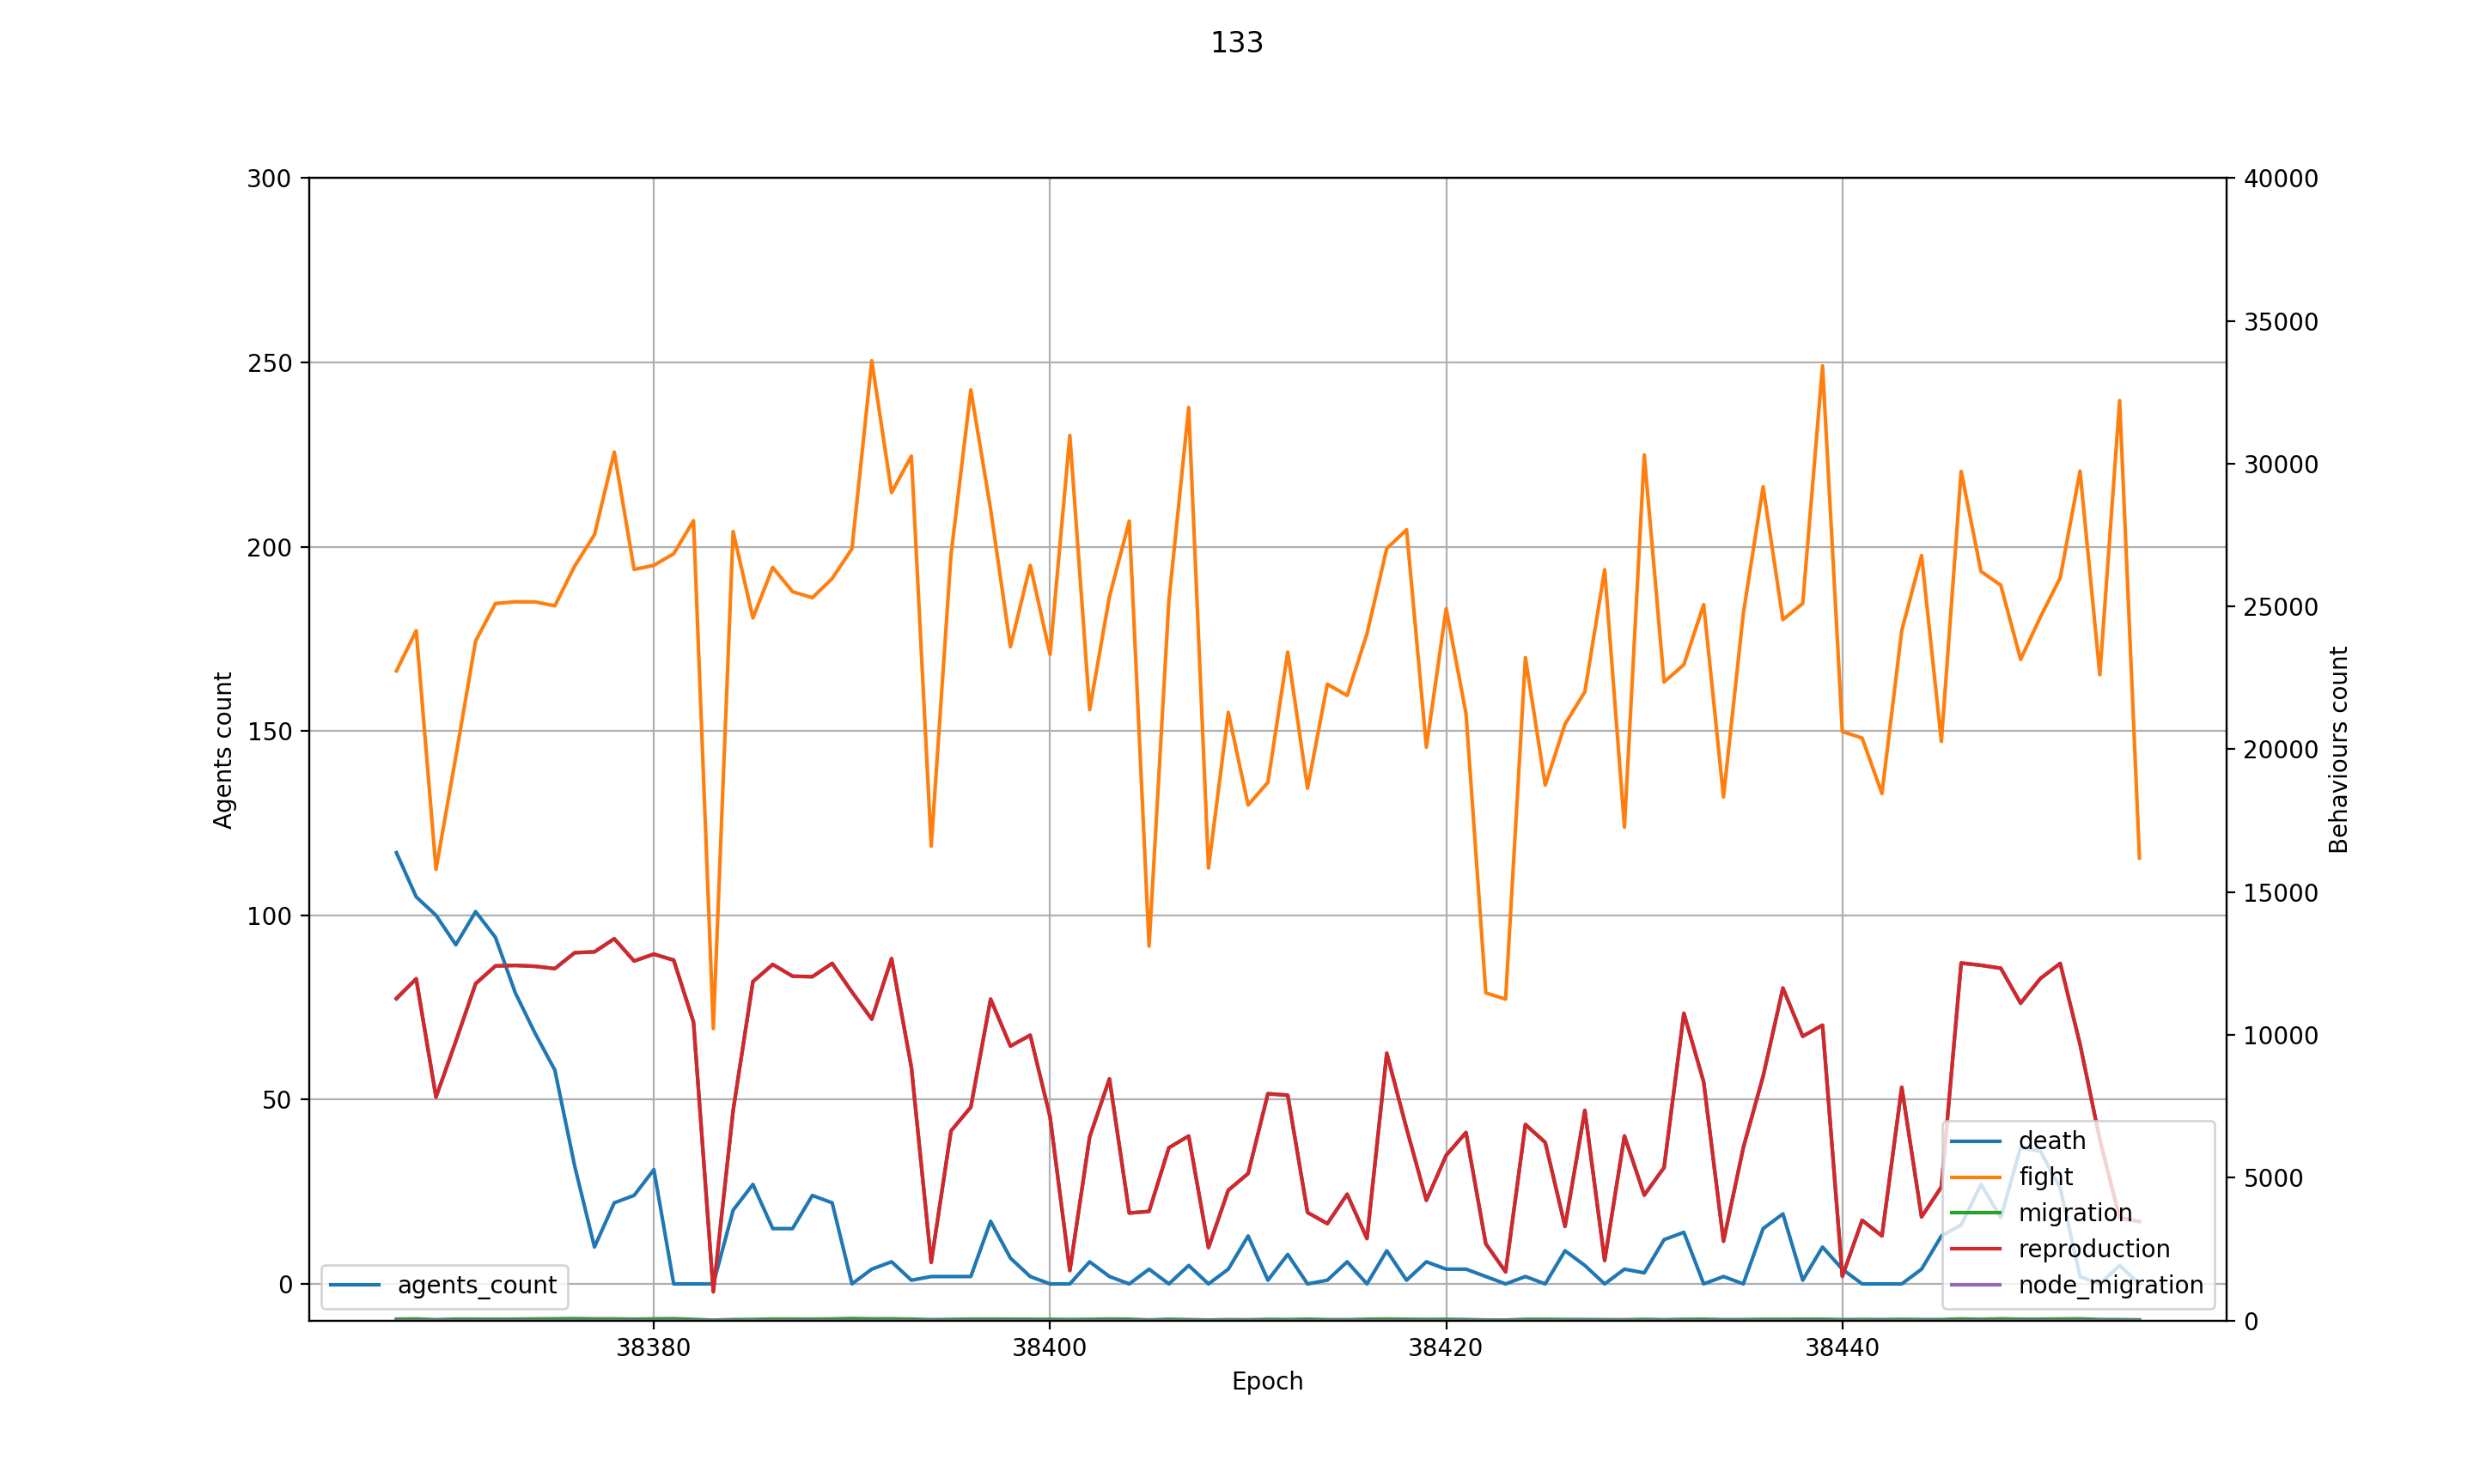 133
300
250
200
150
100
50
0
Agents count
40000
35000
30000
25000
20000
15000
10000
5000
0
Behaviours count
38380
38400
38420
38440
Epoch
agents_count
death
fight
migration
reproduction
node_migration